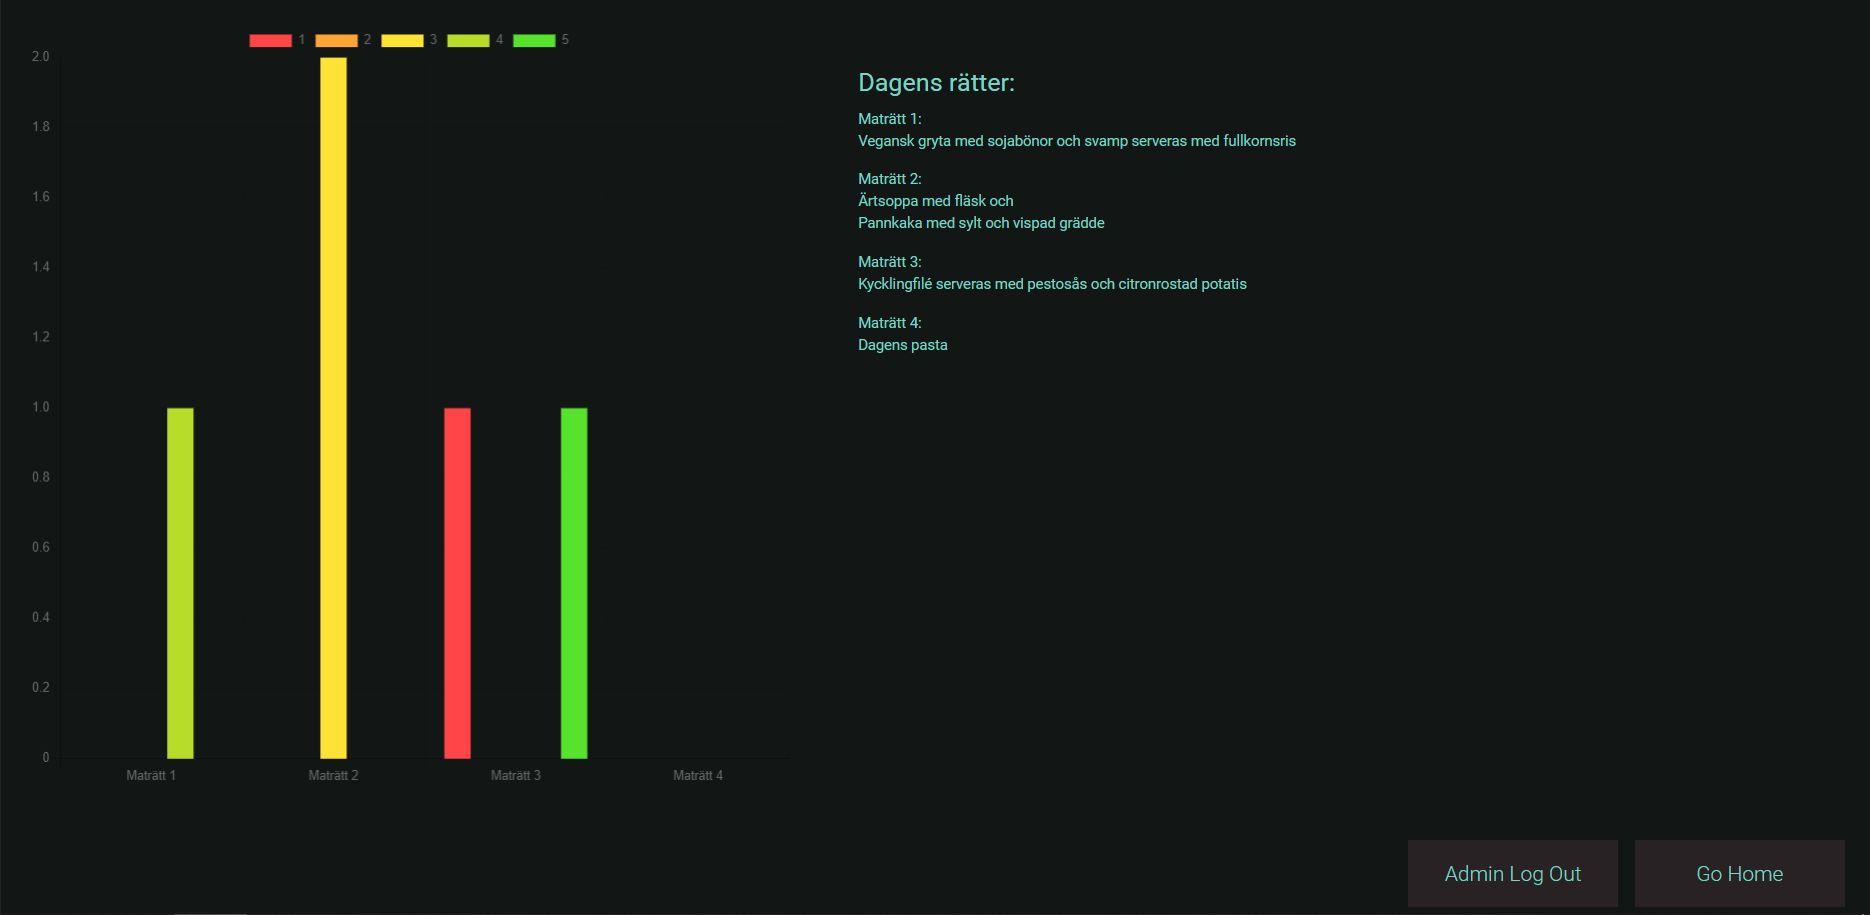 1 2 3 4 5
2.0
1.8
1.6
1.4
1.2
1.0
0.8
0.6
0.4
0.2
0
Maträtt 1 Maträtt 2 Maträtt 3 Maträtt 4
Dagens rätter:
Maträtt 1:
Vegansk gryta med sojabönor och svamp serveras med fullkornsris
Maträtt 2:
Ärtsoppa med fläsk och
Pannkaka med sylt och vispad grädde
Maträtt 3:
Kycklingfilé serveras med pestosås och citronrostad potatis
Maträtt 4:
Dagens pasta
Admin Log Out Go Home